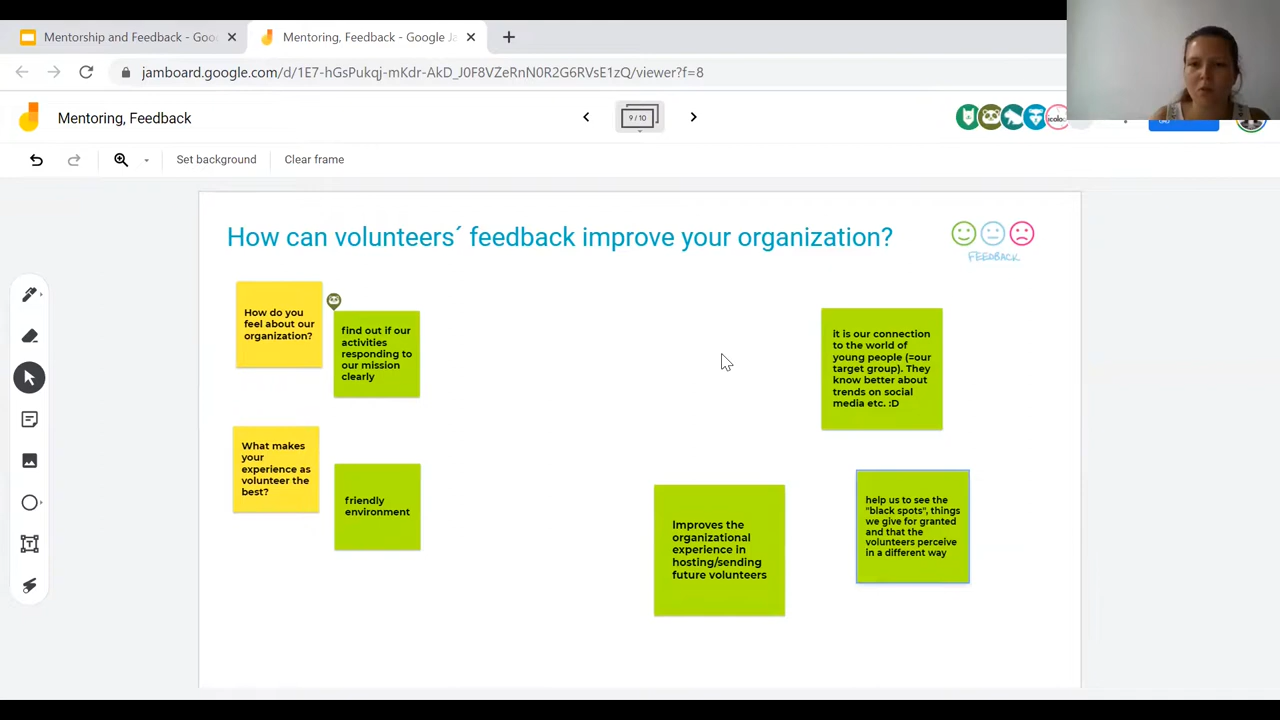 Mentorship and Feedback - Goo
Mentoring, Feedback - Google Ja
jamboard.google.com/d/1E7-hGsPukqj-mKdr-AkD_J0F8VZeRnN0R2G6RVsE1zQ/viewer?f=8
Mentoring, Feedback
9 / 10
Set background
Clear frame
How can volunteers´ feedback improve your organization?
FEEDBACK
How do you
feel about our
organization?
find out if our
activities
responding to
our mission
clearly
it is our connection
to the world of
young people (=our
target group). They
know better about
trends on social
media etc. :D
What makes
your
experience as
volunteer the
best?
friendly
environment
Improves the
organizational
experience in
hosting/sending
future volunteers
help us to see the
"black spots", things
we give for granted
and that the
volunteers perceive
in a different way